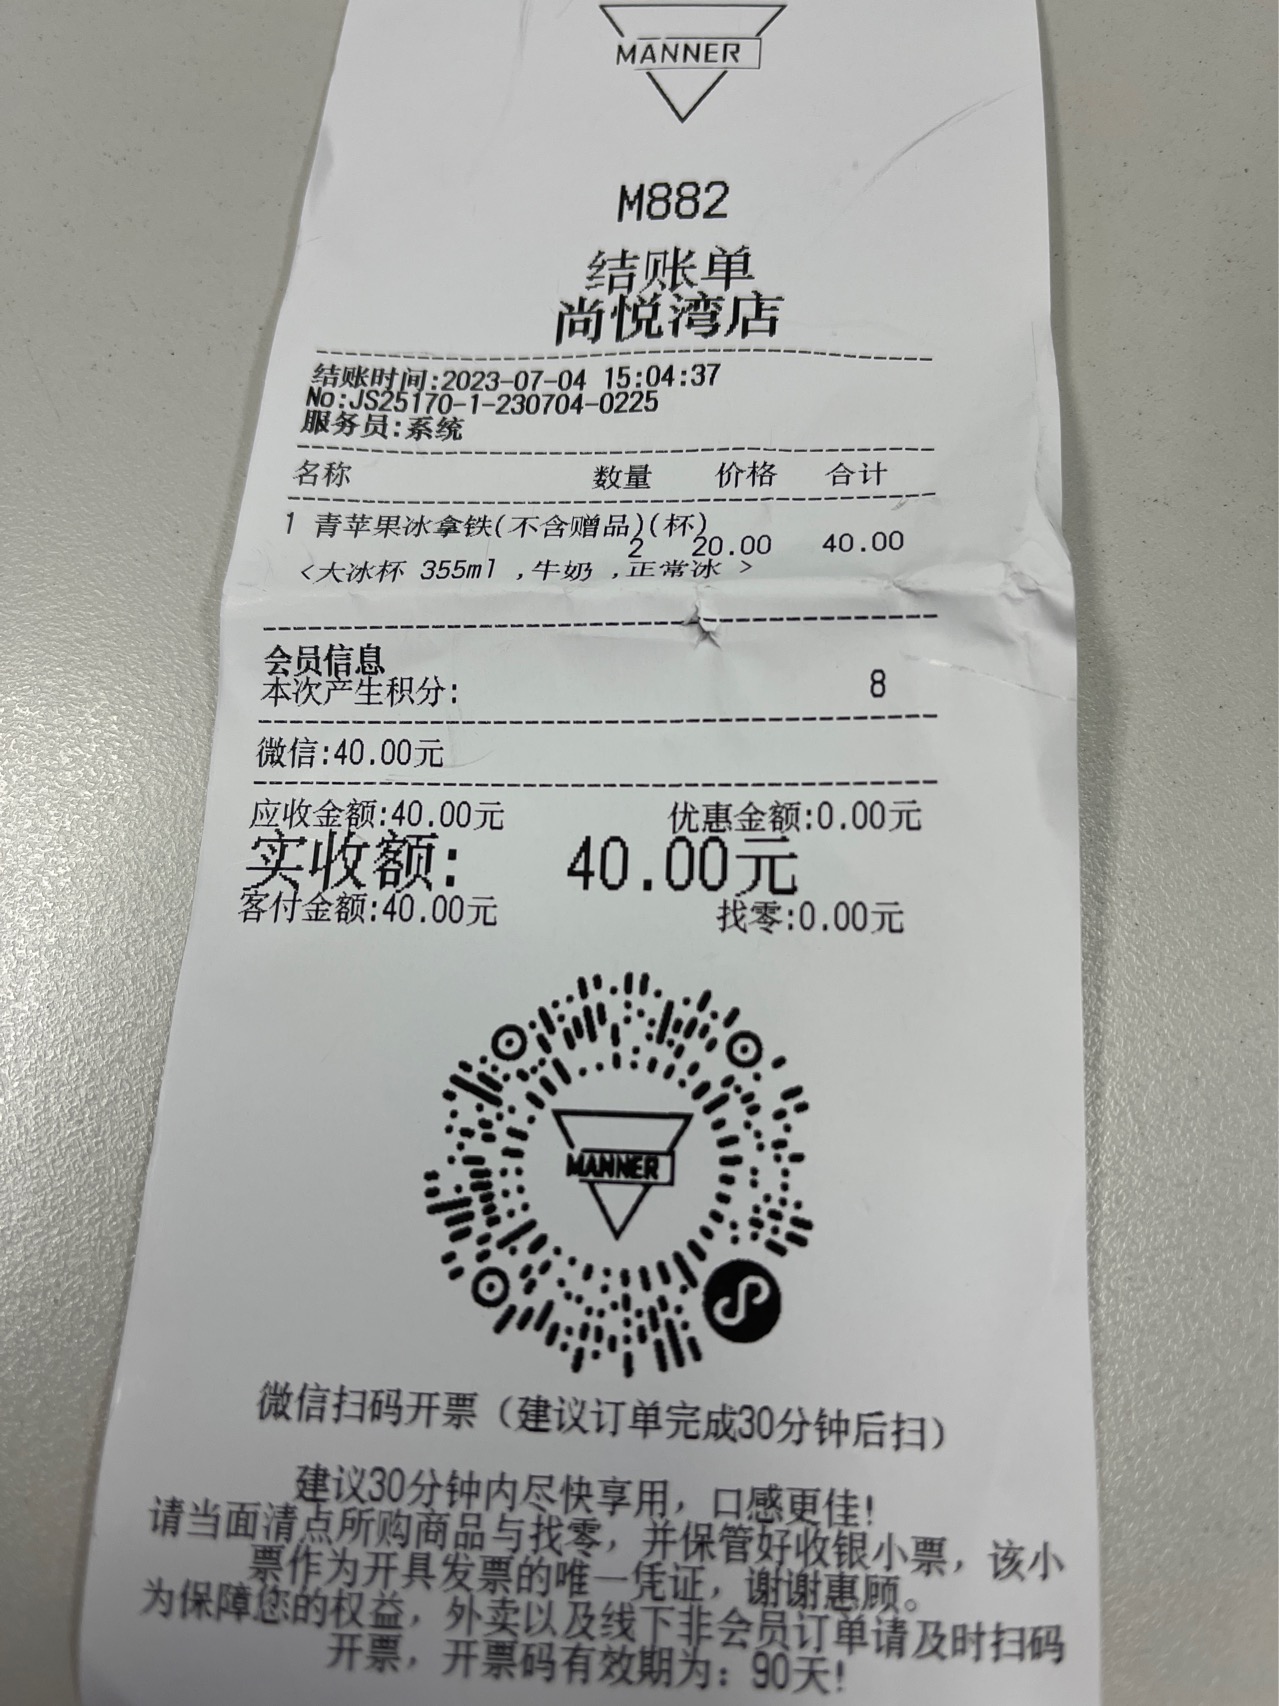 MANNER
M882
结账单
尚悦湾店
结账时间:2023-07-04 15:04:37
No:JS25170-1-230704-0225
服务员:系统
名称 数量 价格 合计
1 青苹果冰拿铁(不含赠品)(杯)
2 20.00 40.00
<大冰杯 355ml ,牛奶 ,正常冰 >
会员信息
本次产生积分: 8
微信:40.00元
应收金额:40.00元 优惠金额:0.00元
实收额: 40.00元
客付金额:40.00元 找零:0.00元
MANNER
微信扫码开票（建议订单完成30分钟后扫）
建议30分钟内尽快享用，口感更佳!
请当面清点所购商品与找零，并保管好收银小票，该小
票作为开具发票的唯一凭证，谢谢惠顾。
为保障您的权益，外卖以及线下非会员订单请及时扫码
开票，开票码有效期为：90天!